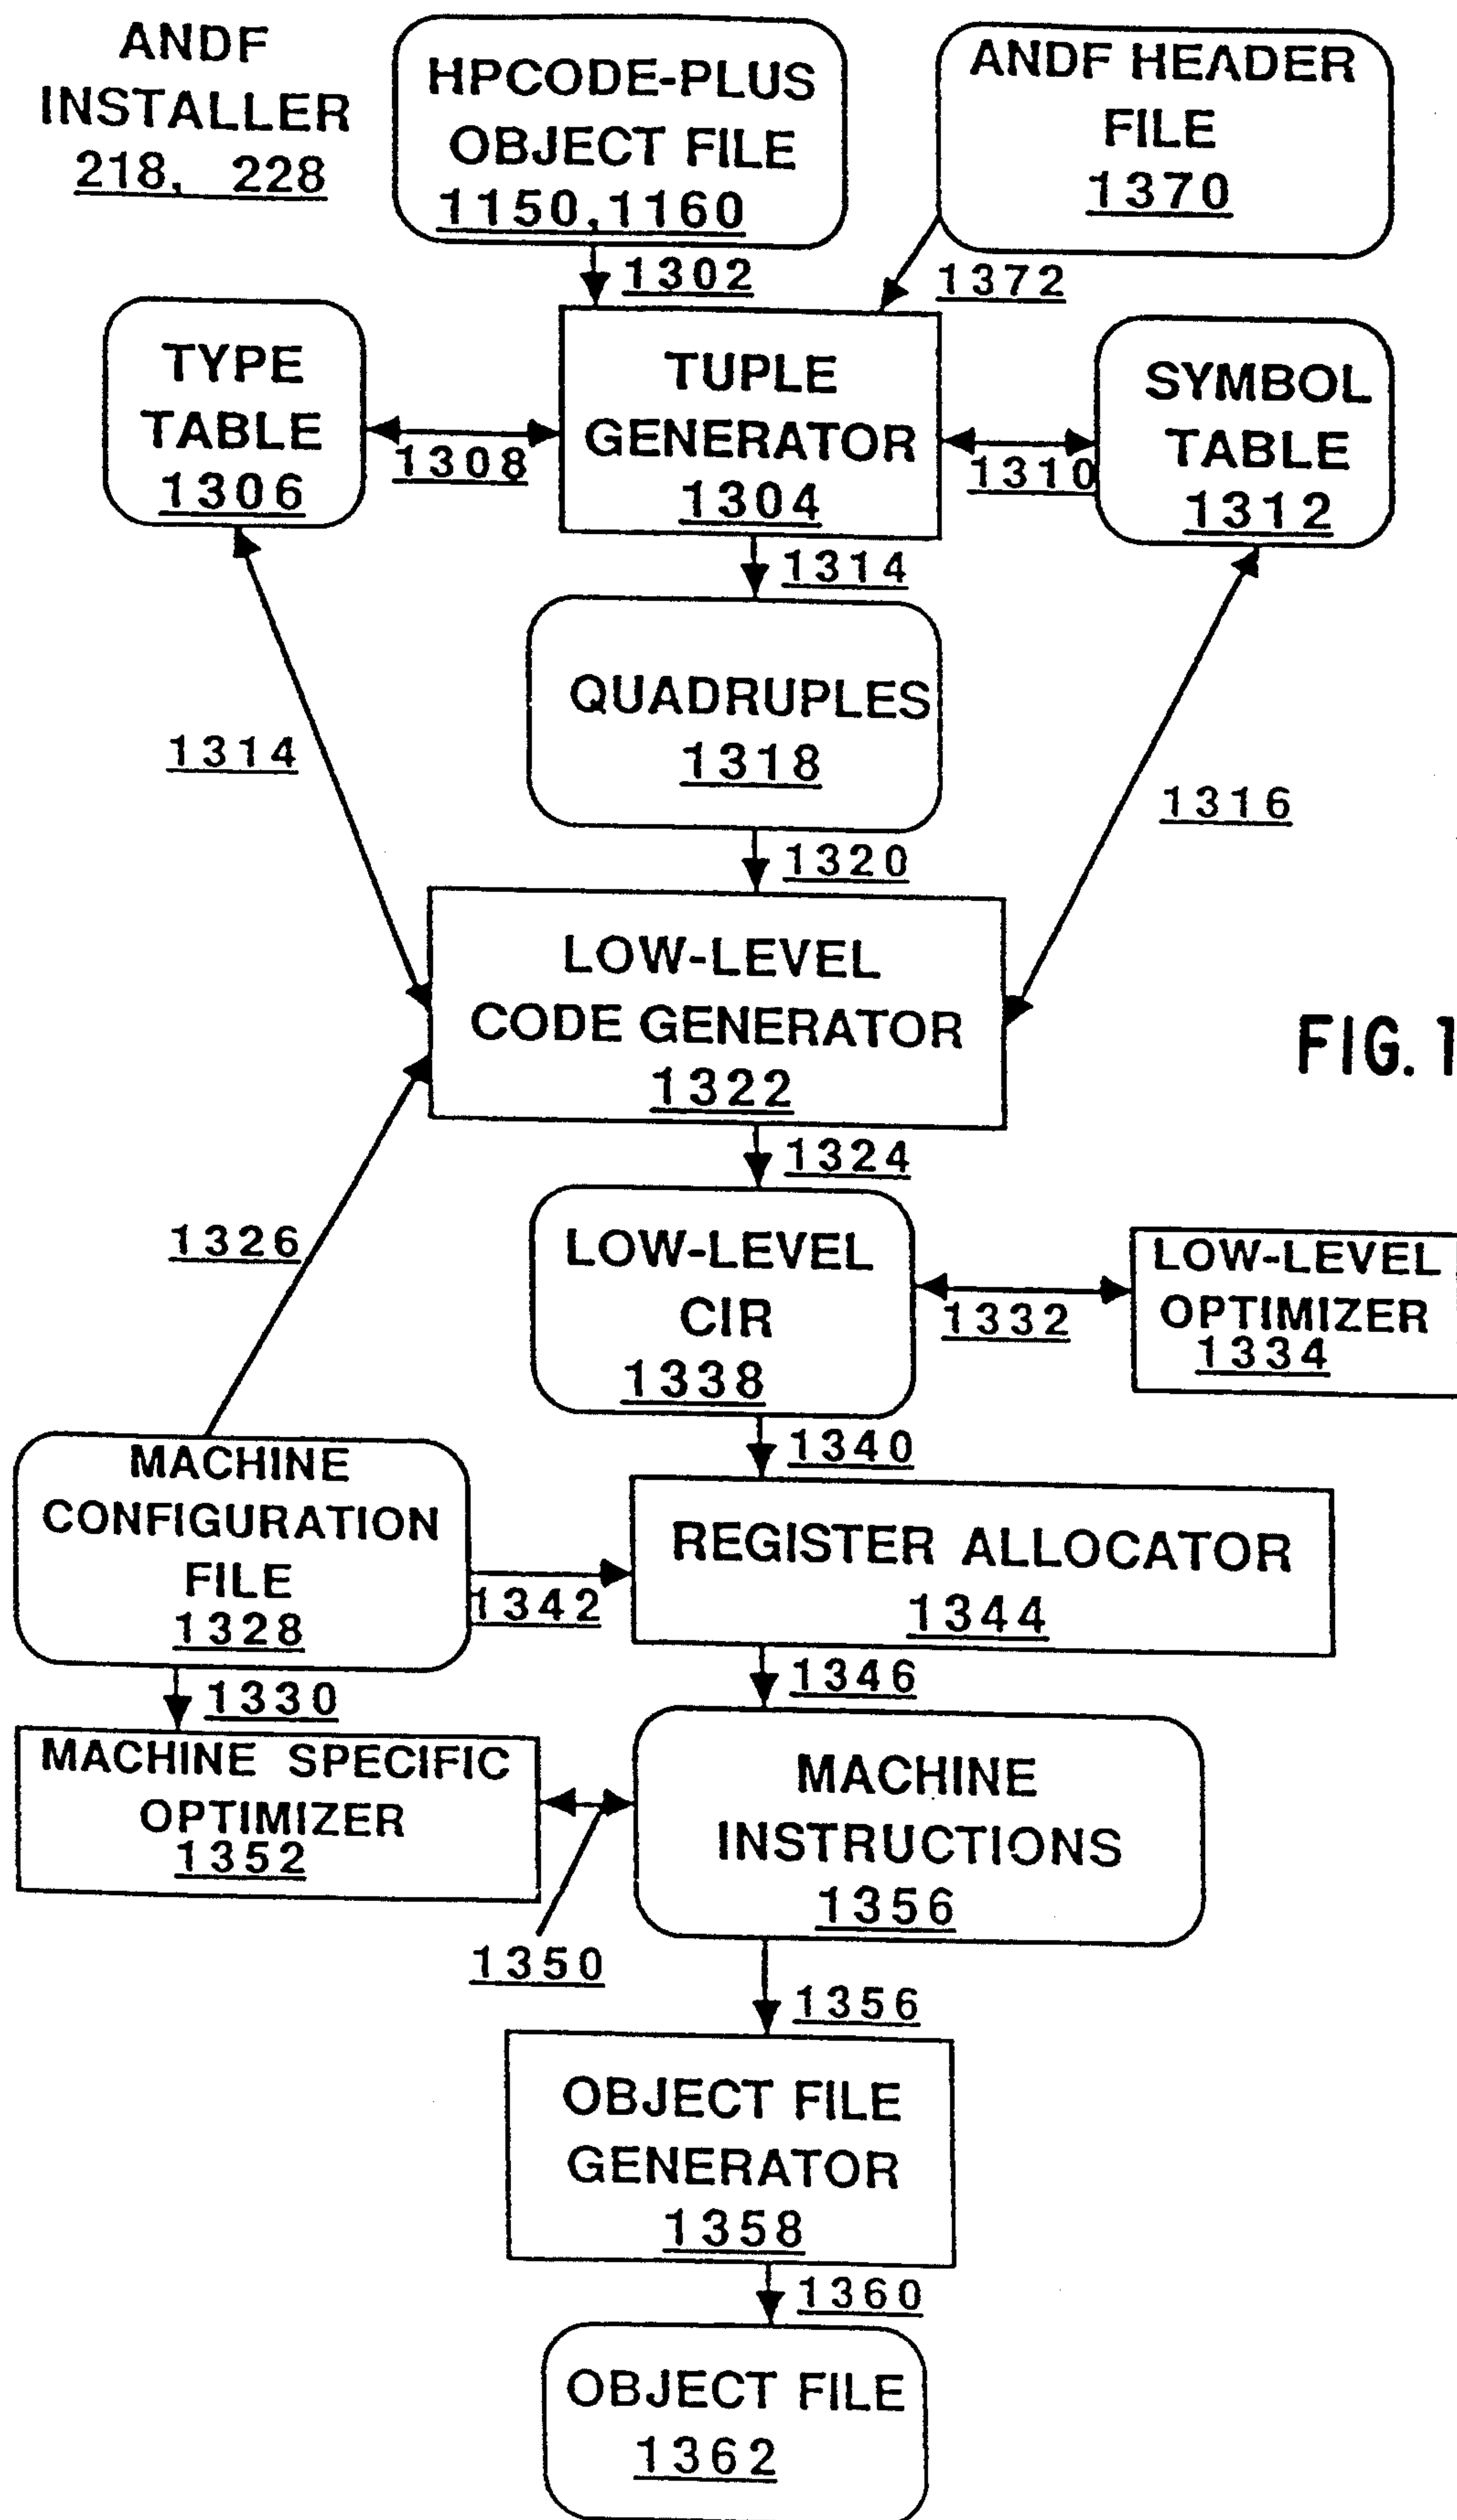 ANDF
INSTALLER
218, 228
HPCODE-PLUS
OBJECT FILE
1150,1160
ANDF HEADER
FILE
1370
1302
1372
TYPE
TABLE
1306
1308
TUPLE
GENERATOR
1304
1310
SYMBOL
TABLE
1312
1314
QUADRUPLES
1318
1314
1316
1320
LOW-LEVEL
CODE GENERATOR
1322
FIG. 1
1324
1326
LOW-LEVEL
CIR
1338
1332
LOW-LEVEL
OPTIMIZER
1334
1340
MACHINE
CONFIGURATION
FILE
1328
1342
REGISTER ALLOCATOR
1344
1330
1346
MACHINE SPECIFIC
OPTIMIZER
1352
MACHINE
INSTRUCTIONS
1356
1350
1356
OBJECT FILE
GENERATOR
1358
1360
OBJECT FILE
1362